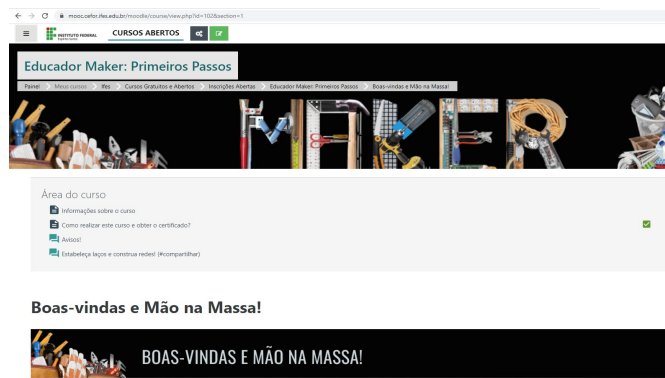 mooc.cefor.ifes.edu.br/moodle/course/view.php?id=102&section=1
INSTITUTO FEDERAL
Espírito Santo
CURSOS ABERTOS
Educador Maker: Primeiros Passos
Painel Meus cursos Ifes Cursos Gratuitos e Abertos Inscrições Abertas Educador Maker: Primeiros Passos Boas-vindas e Mão na Massa!
MAKER
Área do curso
Informações sobre o curso
Como realizar este curso e obter o certificado?
Avisos!
Estabeleça laços e construa redes! (#compartilhar)
Boas-vindas e Mão na Massa!
BOAS-VINDAS E MÃO NA MASSA!